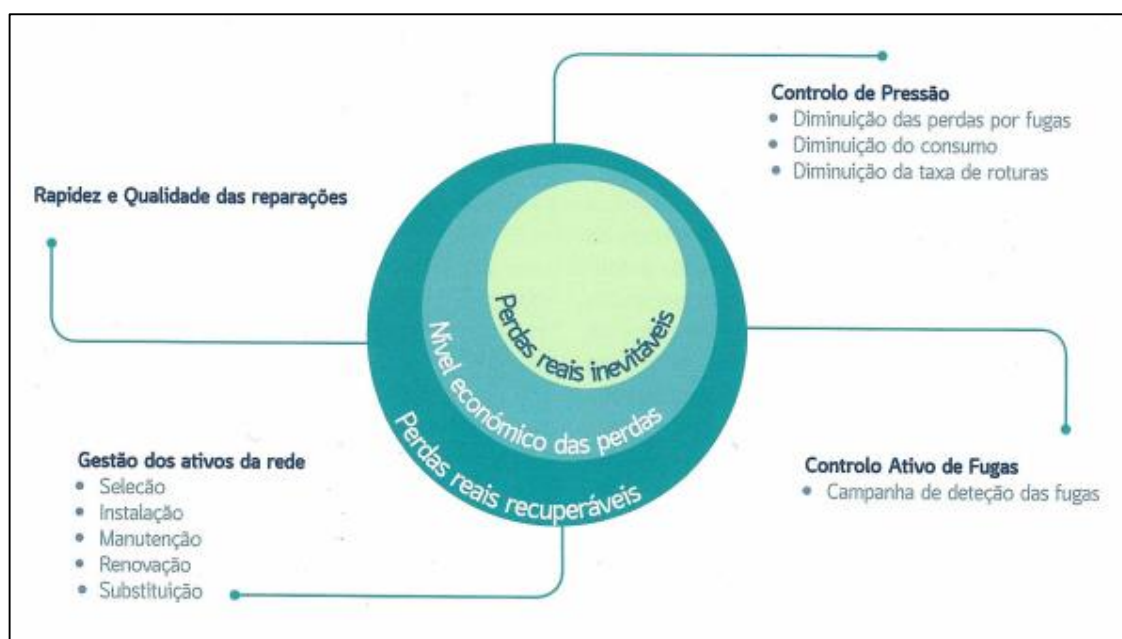 Controlo de Pressão
• Diminuição das perdas por fugas
• Diminuição do consumo
• Diminuição da taxa de roturas
Rapidez e Qualidade das reparações
Perdas reais inevitáveis
Nível económico das perdas
Perdas reais recuperáveis
Gestão dos ativos da rede
• Selecão
• Instalação
• Manutenção
• Renovação
• Substituição
Controlo Ativo de Fugas
• Campanha de deteção das fugas